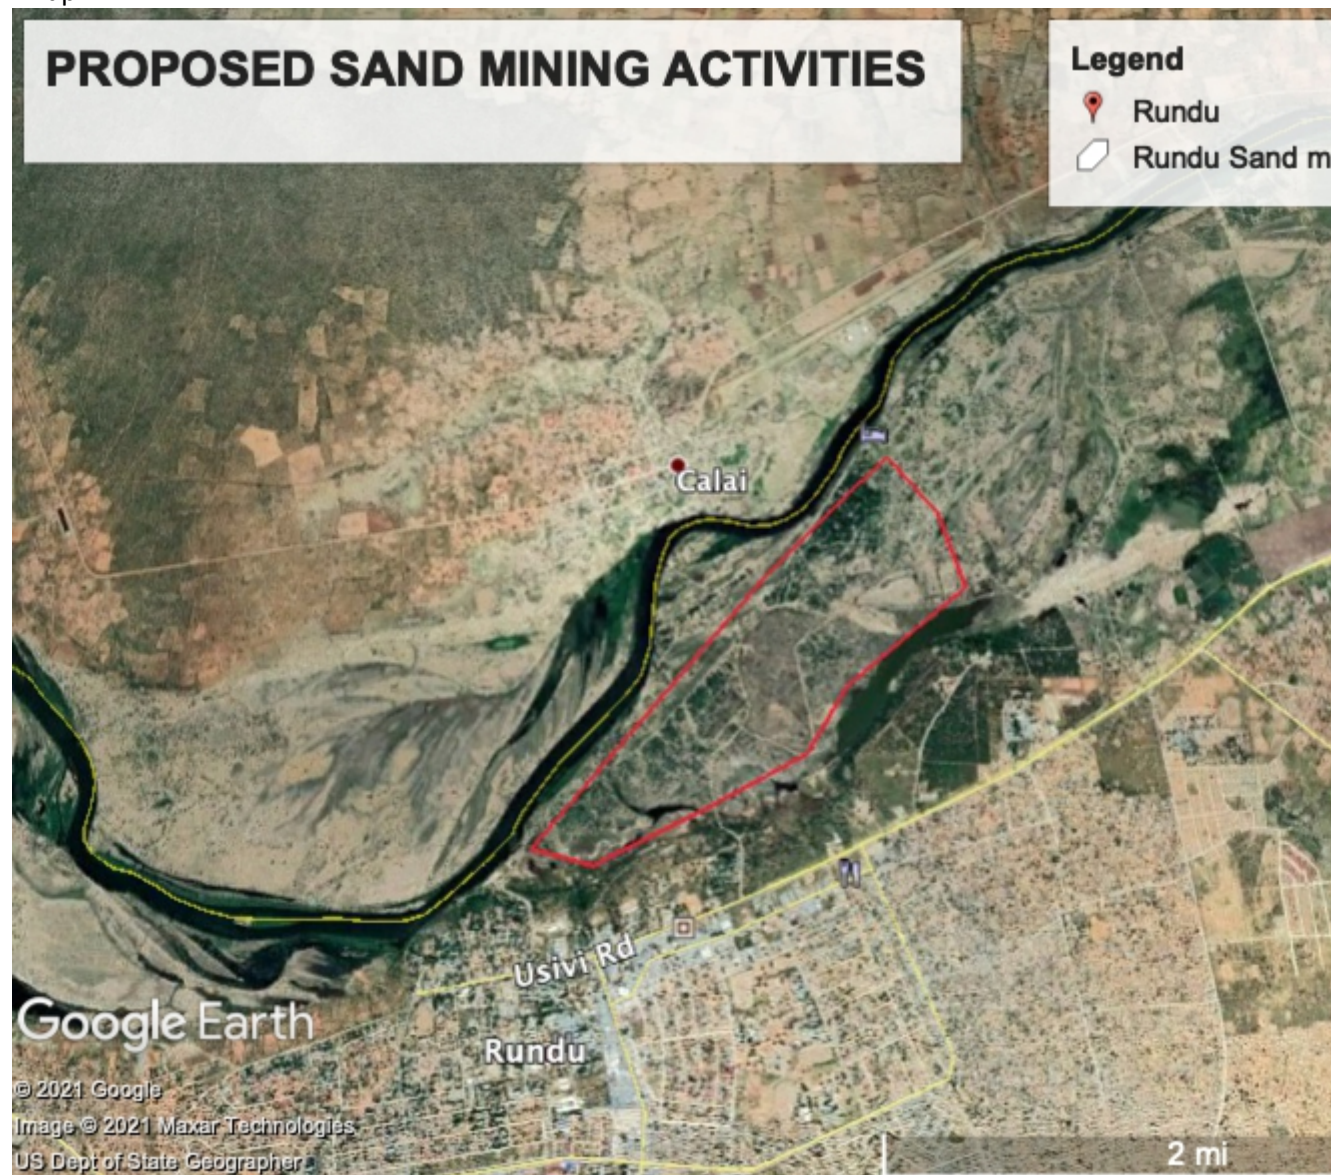 PROPOSED SAND MINING ACTIVITIES
Legend
Rundu
Rundu Sand m
Calai
Usivi Rd
Google Earth
Rundu
© 2021 Google
Image © 2021 Maxar Technologies
US Dept of State Geographer
2 mi